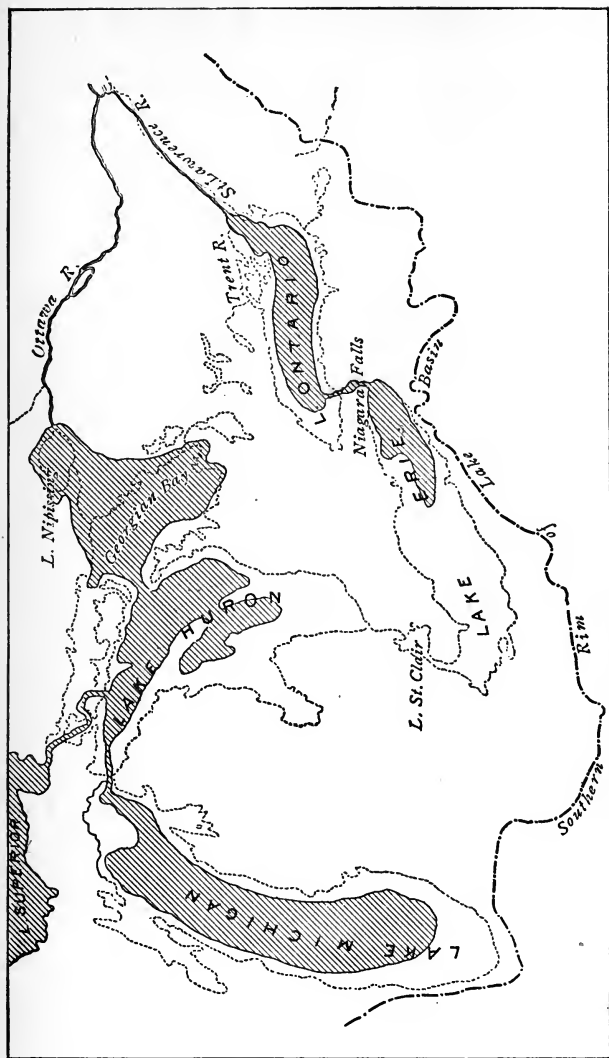 L. SUPERIOR
L. Nipissing
Ottawa R.
Georgian Bay
St. Lawrence R.
Trent R.
LAKE HURON
L. ONTARIO
Niagara Falls
LAKE MICHIGAN
L. St. Clair
LAKE ERIE
Southern Rim of Lake Basin